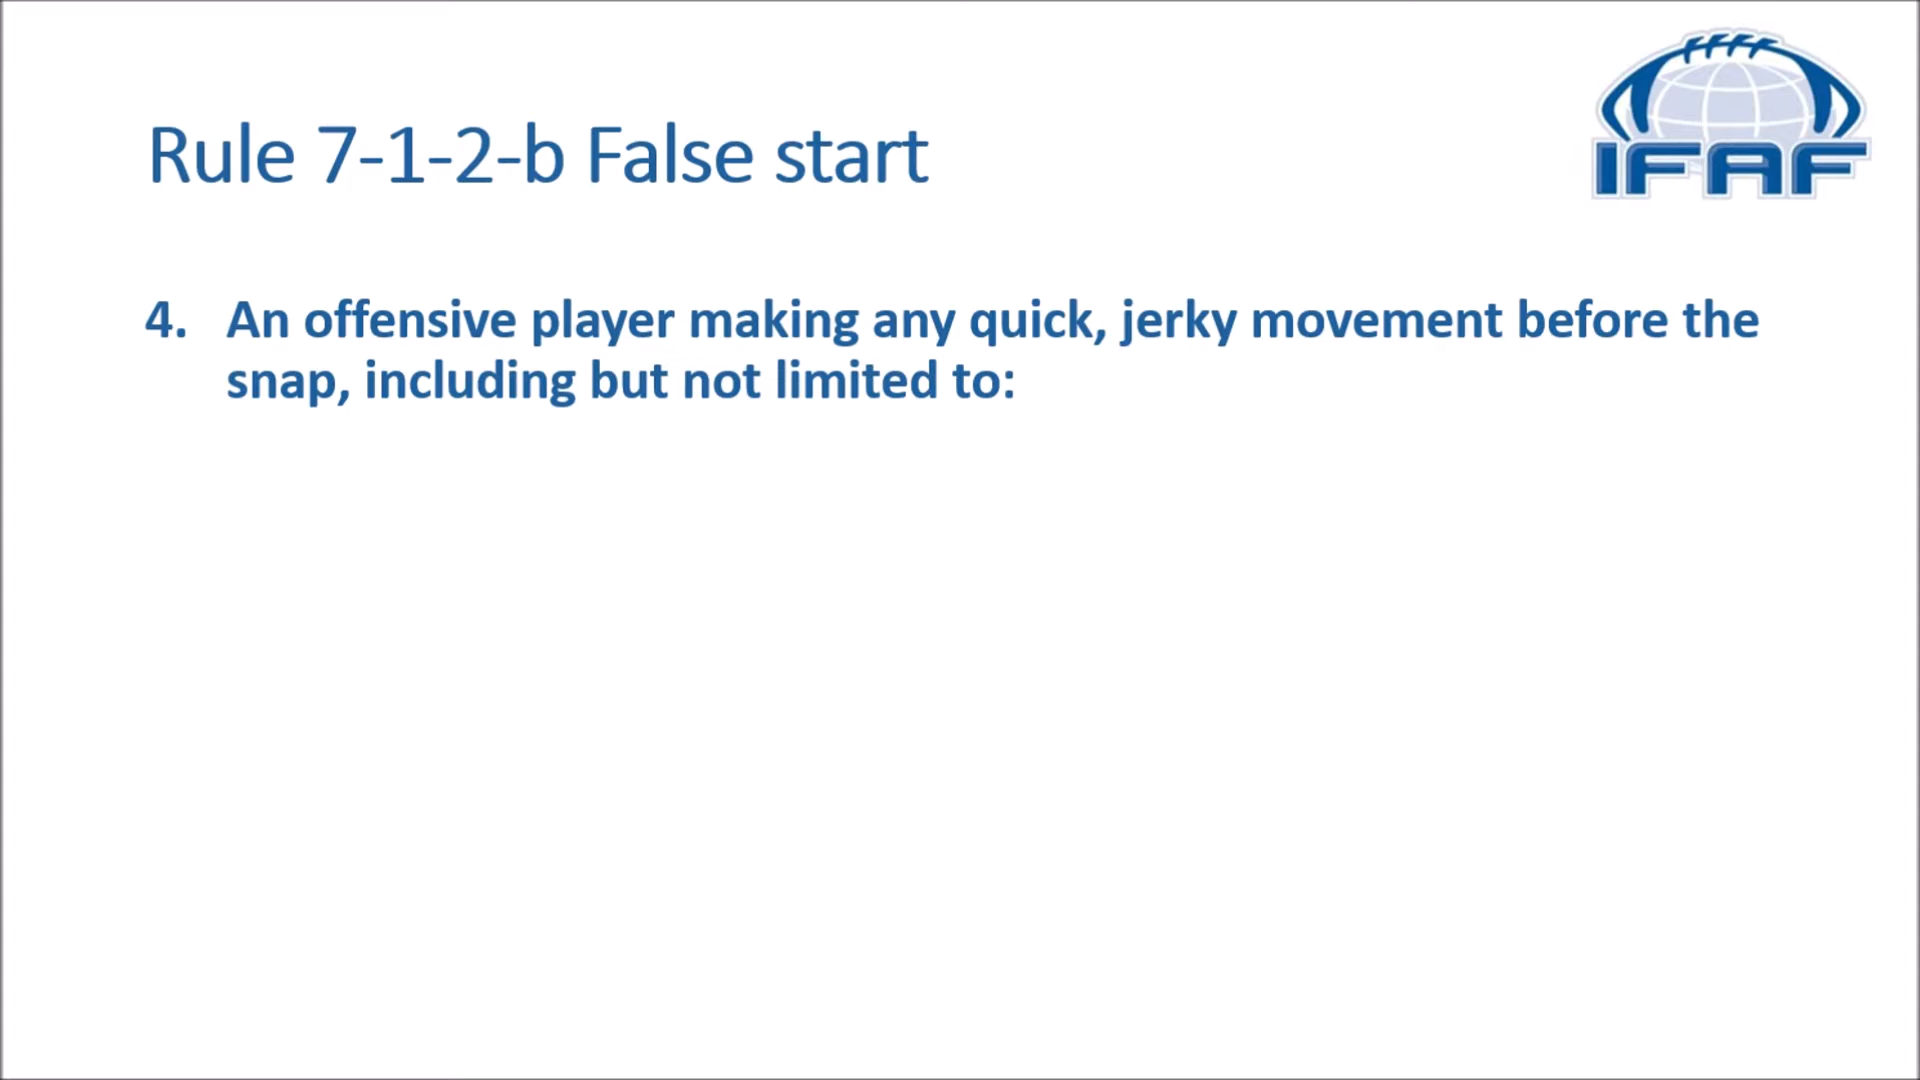 IFAF
Rule 7-1-2-b False start
4. An offensive player making any quick, jerky movement before the
snap, including but not limited to: